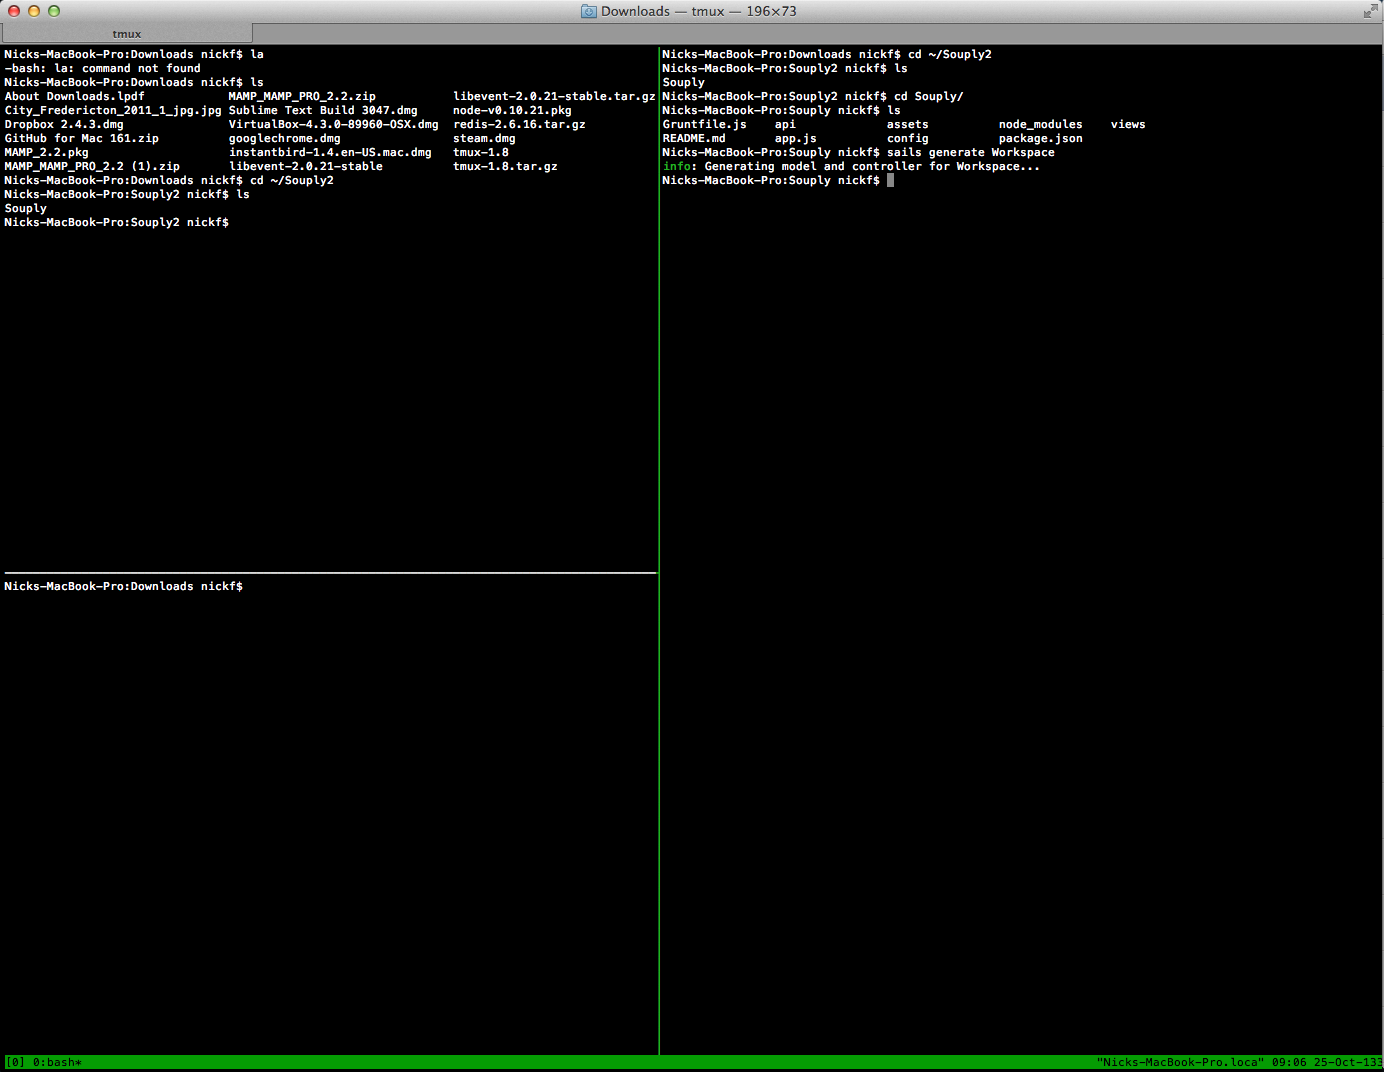 Downloads — tmux — 196×73
tmux
Nicks-MacBook-Pro:Downloads nickf$ la
-bash: la: command not found
Nicks-MacBook-Pro:Downloads nickf$ ls
About Downloads.lpdf MAMP_MAMP_PRO_2.2.zip libevent-2.0.21-stable.tar.gz
City_Fredericton_2011_1_jpg.jpg Sublime Text Build 3047.dmg node-v0.10.21.pkg
Dropbox 2.4.3.dmg VirtualBox-4.3.0-89960-OSX.dmg redis-2.6.16.tar.gz
GitHub for Mac 161.zip googlechrome.dmg steam.dmg
MAMP_2.2.pkg instantbird-1.4.en-US.mac.dmg tmux-1.8
MAMP_MAMP_PRO_2.2 (1).zip libevent-2.0.21-stable tmux-1.8.tar.gz
Nicks-MacBook-Pro:Downloads nickf$ cd ~/Souply2
Nicks-MacBook-Pro:Souply2 nickf$ ls
Souply
Nicks-MacBook-Pro:Souply2 nickf$
Nicks-MacBook-Pro:Downloads nickf$
Nicks-MacBook-Pro:Downloads nickf$ cd ~/Souply2
Nicks-MacBook-Pro:Souply2 nickf$ ls
Souply
Nicks-MacBook-Pro:Souply2 nickf$ cd Souply/
Nicks-MacBook-Pro:Souply nickf$ ls
Gruntfile.js api assets node_modules views
README.md app.js config package.json
Nicks-MacBook-Pro:Souply nickf$ sails generate Workspace
info: Generating model and controller for Workspace...
Nicks-MacBook-Pro:Souply nickf$
[0] 0:bash* "Nicks-MacBook-Pro.loca" 09:06 25-Oct-133